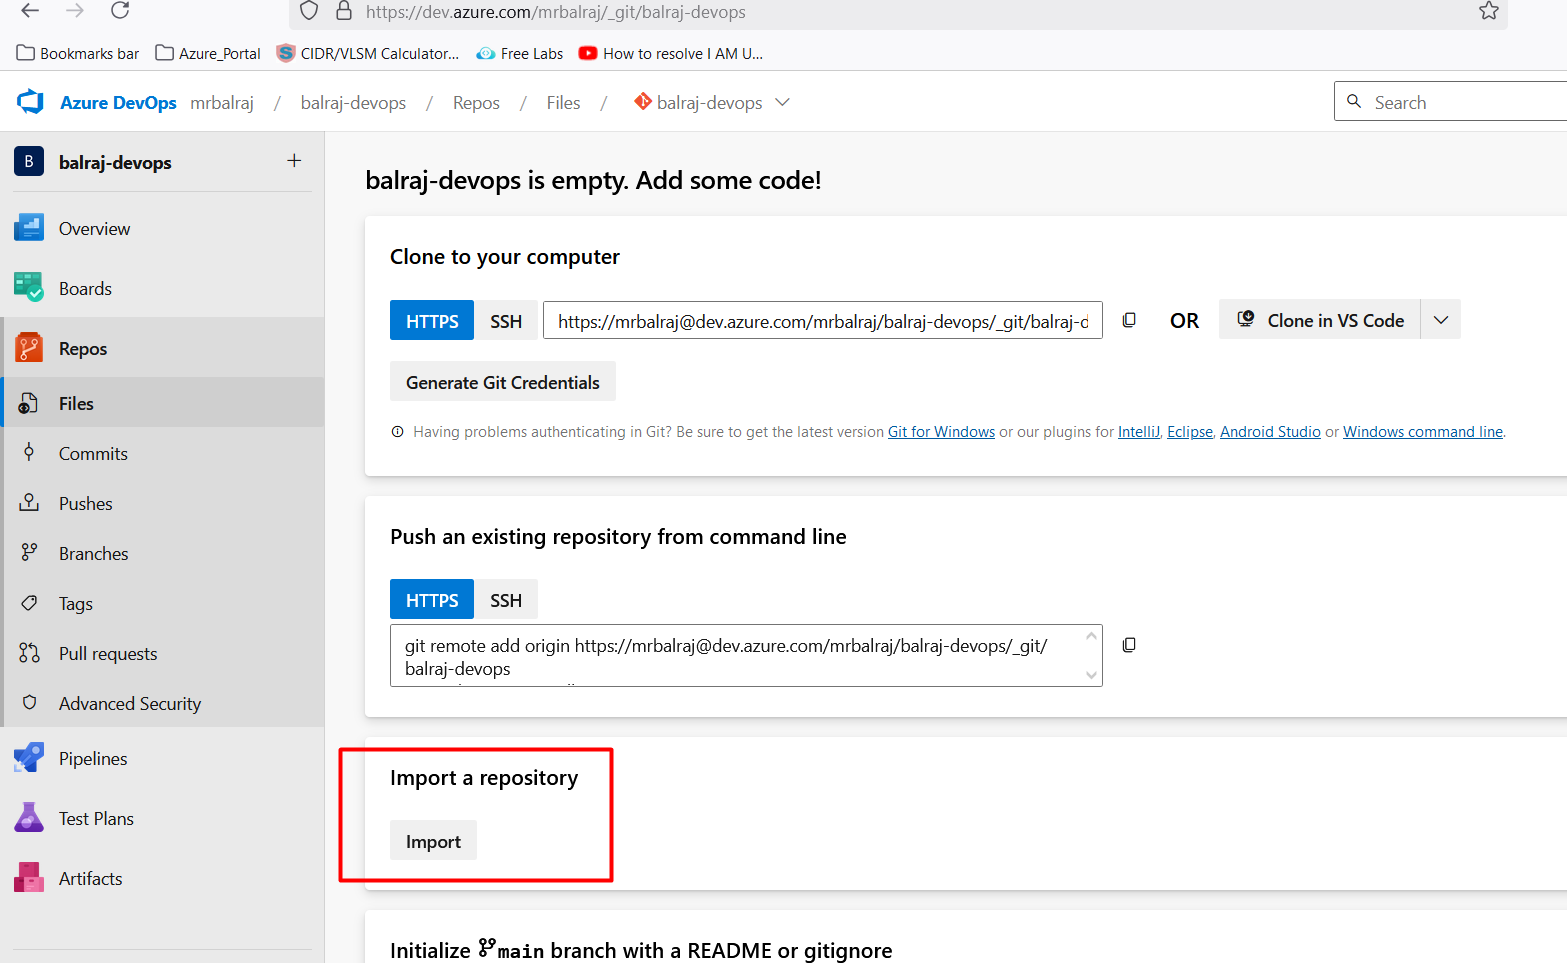 https://dev.azure.com/mrbalraj/_git/balraj-devops
Bookmarks bar Azure_Portal S CIDR/VLSM Calculator... Free Labs How to resolve I AM U...
Azure DevOps mrbalraj / balraj-devops / Repos / Files / balraj-devops Search
B balraj-devops +
Overview
Boards
Repos
Files
Commits
Pushes
Branches
Tags
Pull requests
Advanced Security
Pipelines
Test Plans
Artifacts
balraj-devops is empty. Add some code!
Clone to your computer
HTTPS SSH https://mrbalraj@dev.azure.com/mrbalraj/balraj-devops/_git/balraj-d OR Clone in VS Code
Generate Git Credentials
Having problems authenticating in Git? Be sure to get the latest version Git for Windows or our plugins for IntelliJ, Eclipse, Android Studio or Windows command line.
Push an existing repository from command line
HTTPS SSH
git remote add origin https://mrbalraj@dev.azure.com/mrbalraj/balraj-devops/_git/
balraj-devops
Import a repository
Import
Initialize main branch with a README or gitignore